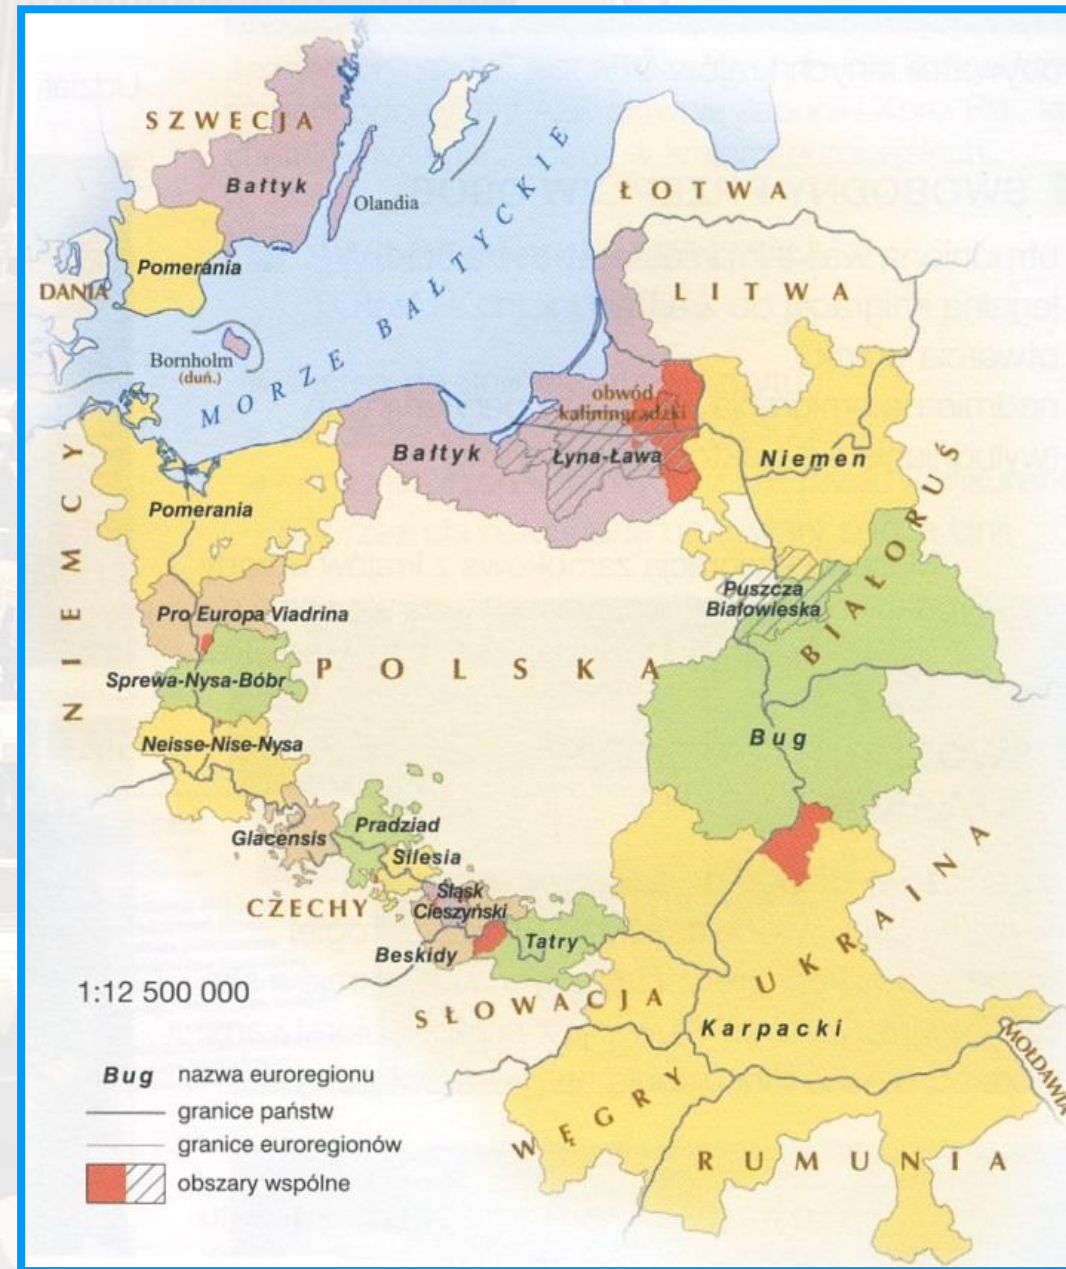 SZWECJA
Bałtyk
Olandia
ŁOTWA
Pomerania
DANIA
LITWA
Bornholm
(duń.)
MORZE BAŁTYCKIE
obwód
kaliningradzki
Bałtyk
Łyna-Ława
Niemen
NIEMCY
Pomerania
BIAŁORUŚ
Puszcza
Białowieska
Pro Europa Viadrina
POLSKA
Sprewa-Nysa-Bóbr
Neisse-Nise-Nysa
Bug
Glacensis
Pradziad
Silesia
Śląsk
Cieszyński
CZECHY
Beskidy
Tatry
UKRAINA
1:12 500 000
SŁOWACJA
Karpacki
MOŁDAWIA
WĘGRY
RUMUNIA
Bug nazwa euroregionu
granice państw
granice euroregionów
obszary wspólne